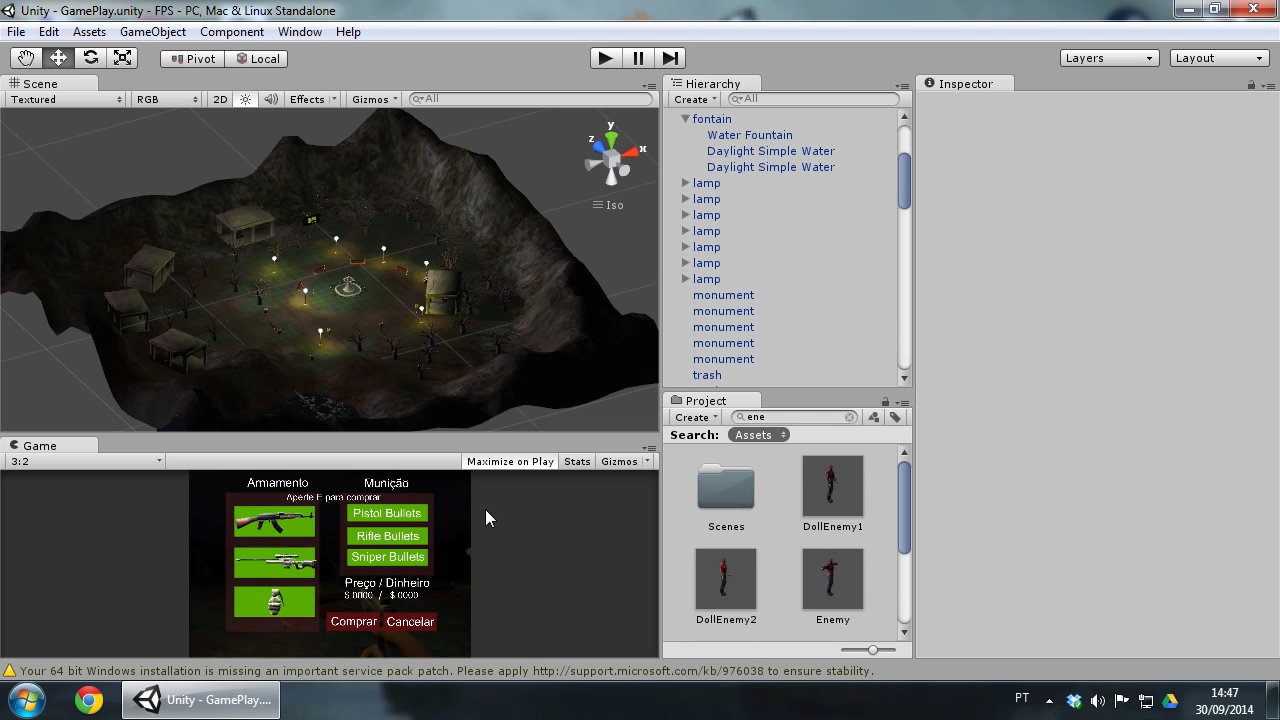 Unity - GamePlay.unity - FPS - PC, Mac & Linux Standalone
File Edit Assets GameObject Component Window Help
Pivot Local Layers Layout
Scene
Textured RGB 2D Effects Gizmos All
y
z x
Iso
Hierarchy
Create All
fontain
Water Fountain
Daylight Simple Water
Daylight Simple Water
lamp
lamp
lamp
lamp
lamp
lamp
lamp
monument
monument
monument
monument
monument
trash
Inspector
Project
Create ene
Search: Assets
Scenes DollEnemy1
DollEnemy2 Enemy
Game
3:2 Maximize on Play Stats Gizmos
Armamento Munição
Aperte E para comprar
Pistol Bullets
Rifle Bullets
Sniper Bullets
Preço / Dinheiro
$ 0000 / $ 0000
Comprar Cancelar
Your 64 bit Windows installation is missing an important service pack patch. Please apply http://support.microsoft.com/kb/976038 to ensure stability.
Unity - GamePlay....
PT
14:47
30/09/2014